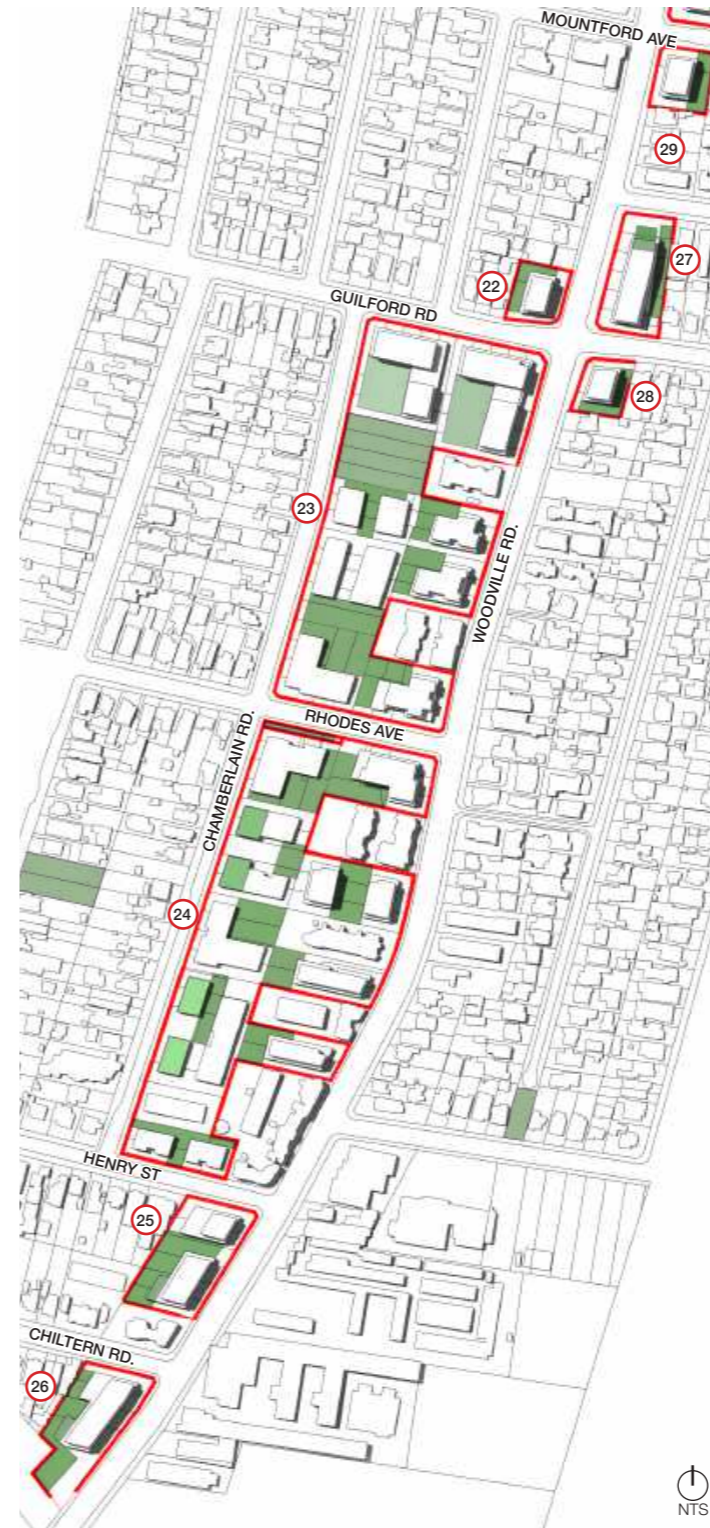 MOUNTFORD AVE
29
27
22
GUILFORD RD
28
23
WOODVILLE RD.
RHODES AVE
CHAMBERLAIN RD.
24
HENRY ST
25
CHILTERN RD.
26
NTS